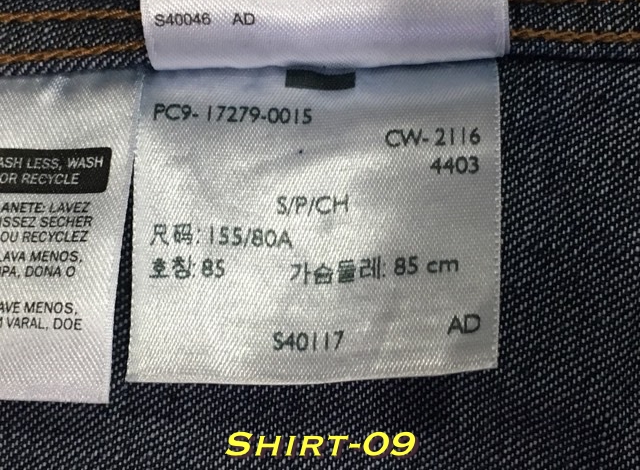 S40046 AD
PC9-17279-0015
CW-2116
4403
S/P/CH
尺码: 155/80A
호칭: 85 가슴둘레: 85 cm
S40117 AD
ASH LESS, WASH
OR RECYCLE
ANETE: LAVEZ
ISSEZ SECHER
OU RECYCLEZ
LAVA MENOS,
OPA, DONA O
AVE MENOS,
M VARAL, DOE
SHIRT-09